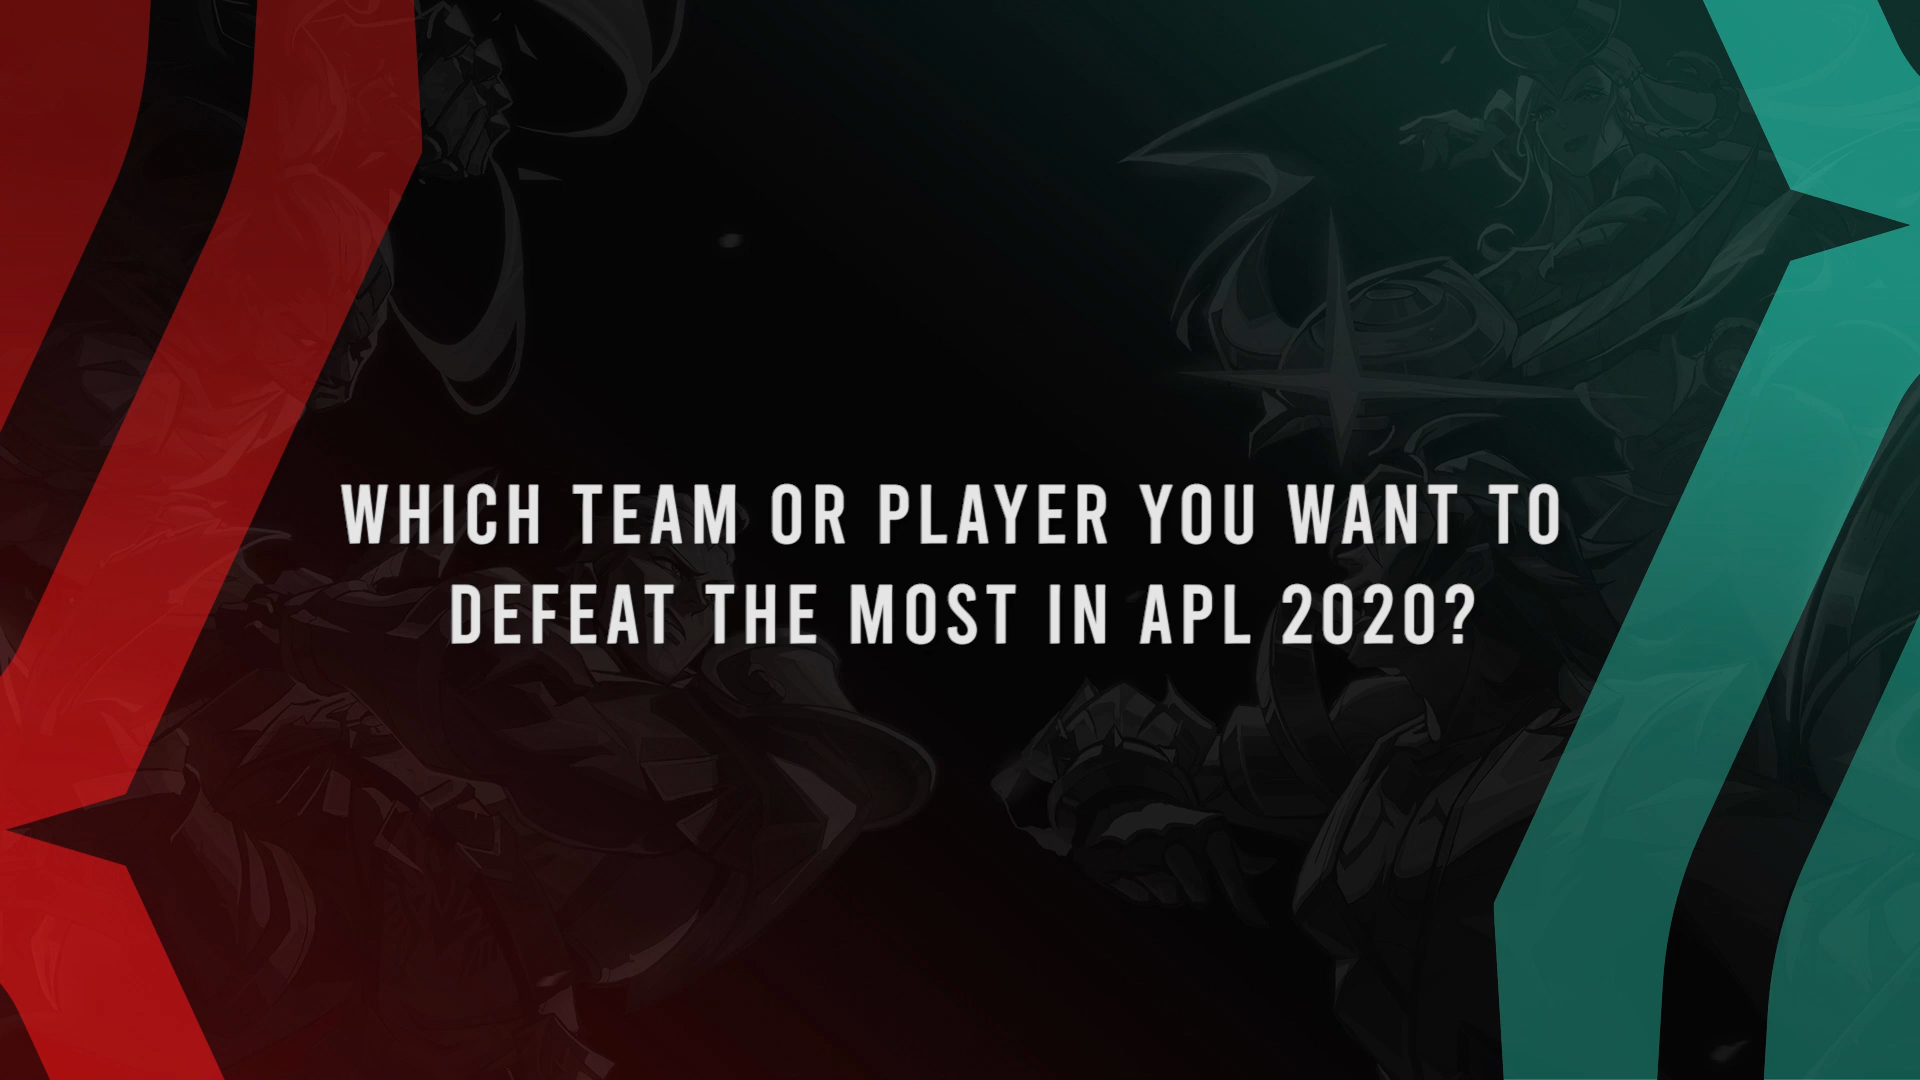 WHICH TEAM OR PLAYER YOU WANT TO
DEFEAT THE MOST IN APL 2020?